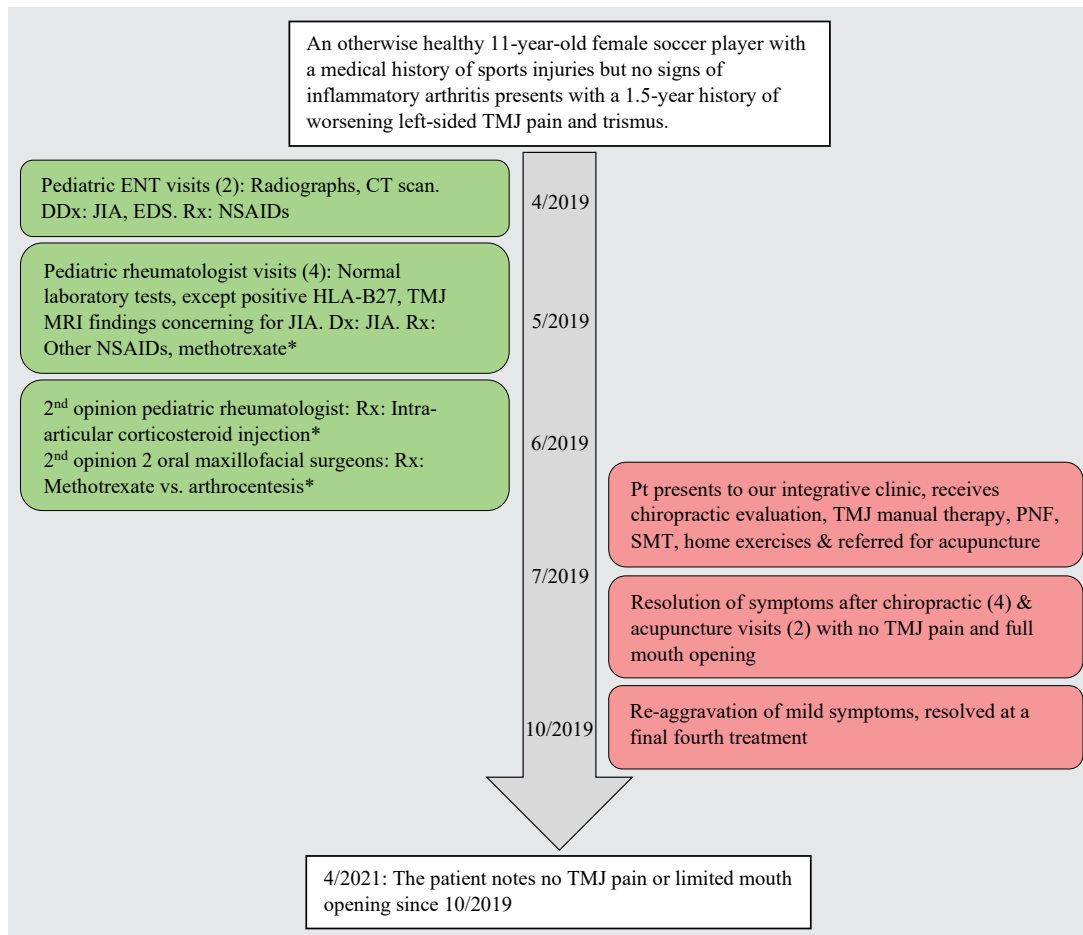 An otherwise healthy 11-year-old female soccer player with
a medical history of sports injuries but no signs of
inflammatory arthritis presents with a 1.5-year history of
worsening left-sided TMJ pain and trismus.
Pediatric ENT visits (2): Radiographs, CT scan.
DDx: JIA, EDS. Rx: NSAIDs
4/2019
Pediatric rheumatologist visits (4): Normal
laboratory tests, except positive HLA-B27, TMJ
MRI findings concerning for JIA. Dx: JIA. Rx:
Other NSAIDs, methotrexate*
5/2019
2nd opinion pediatric rheumatologist: Rx: Intra-
articular corticosteroid injection*
2nd opinion 2 oral maxillofacial surgeons: Rx:
Methotrexate vs. arthrocentesis*
6/2019
Pt presents to our integrative clinic, receives
chiropractic evaluation, TMJ manual therapy, PNF,
SMT, home exercises & referred for acupuncture
7/2019
Resolution of symptoms after chiropractic (4) &
acupuncture visits (2) with no TMJ pain and full
mouth opening
Re-aggravation of mild symptoms, resolved at a
final fourth treatment
10/2019
4/2021: The patient notes no TMJ pain or limited mouth
opening since 10/2019